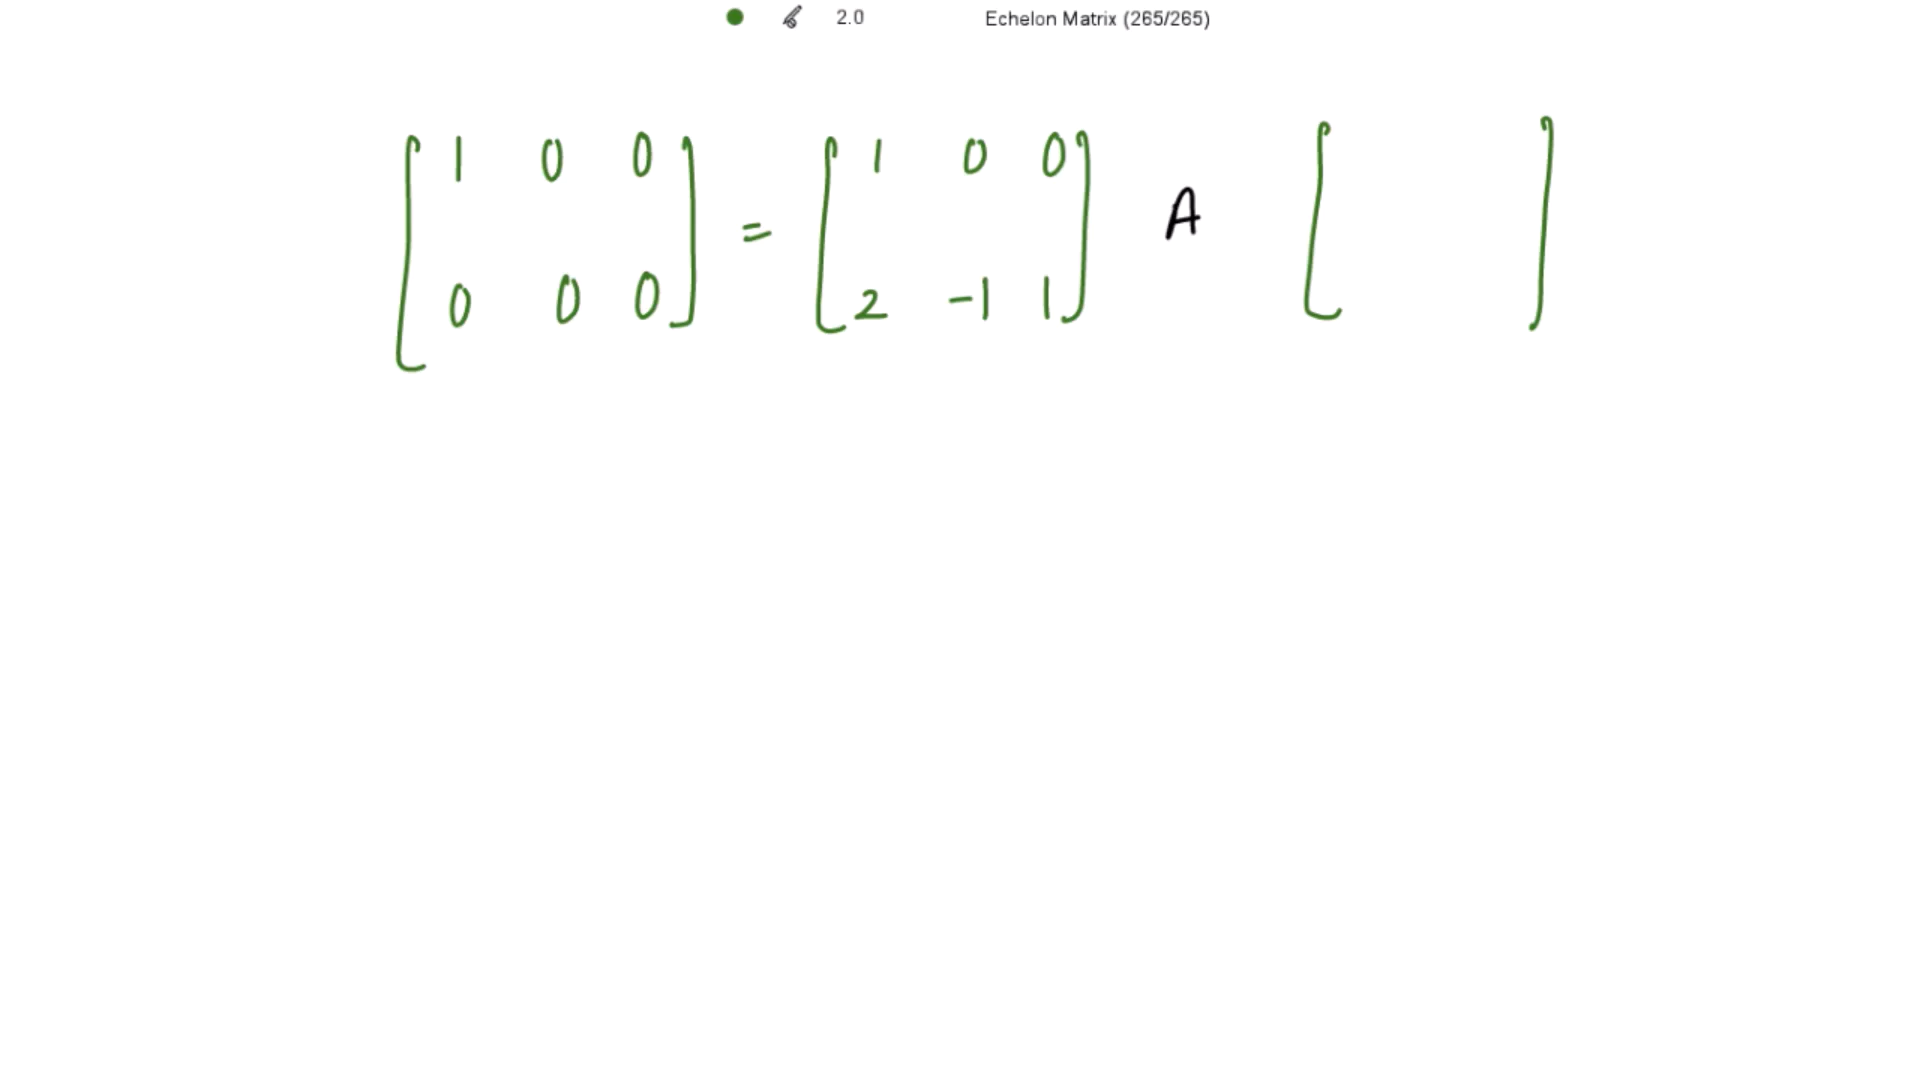 2.0 Echelon Matrix (265/265)
[ 1 0 0 ] = [ 1 0 0 ] A [ ]
[ 0 0 0 ] [ 2 -1 1 ]